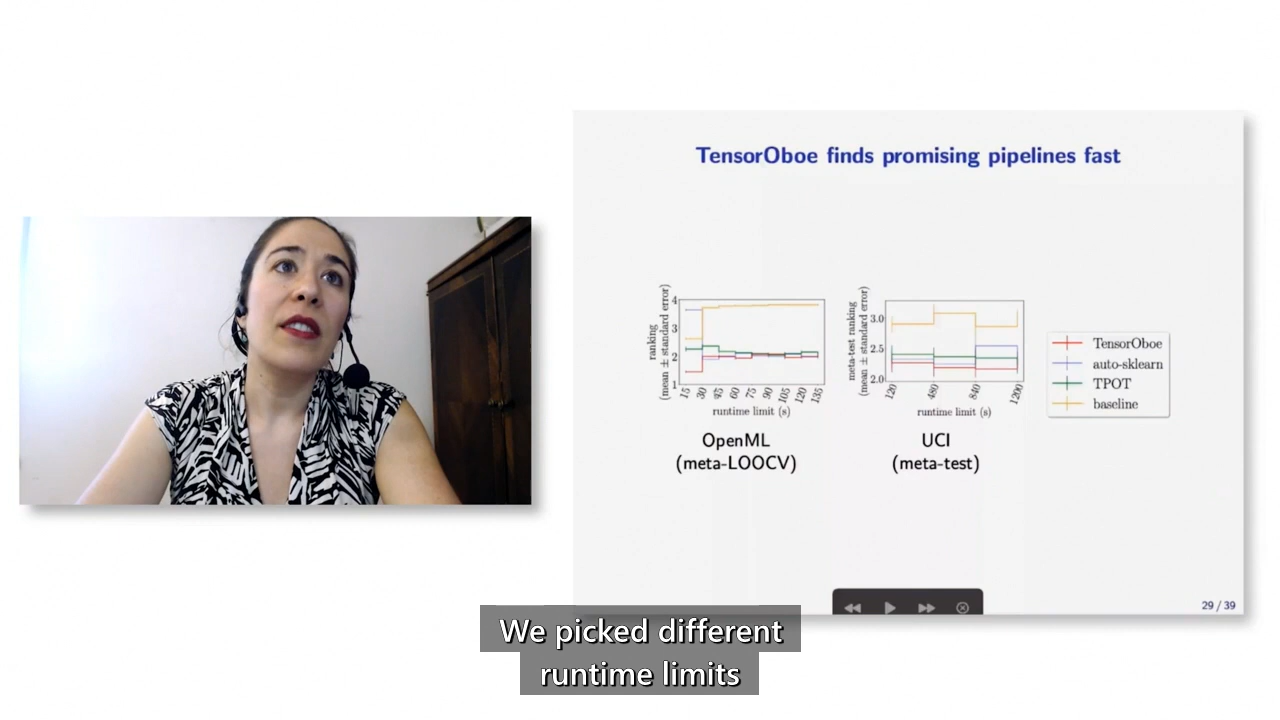 TensorOboe finds promising pipelines fast
ranking
(mean ± standard error)
4
3
2
1
15 30 45 60 75 90 105 120 135
runtime limit (s)
OpenML
(meta-LOOCV)
meta-test ranking
(mean ± standard error)
3.0
2.5
2.0
120 480 840 1200
runtime limit (s)
UCI
(meta-test)
TensorOboe
auto-sklearn
TPOT
baseline
29 / 39
We picked different
runtime limits